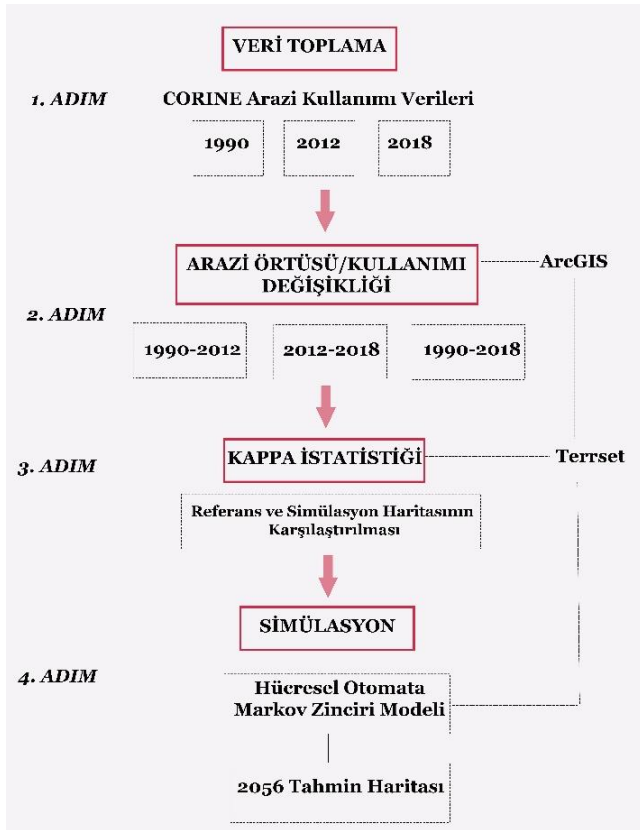 VERİ TOPLAMA
1. ADIM
CORINE Arazi Kullanımı Verileri
1990
2012
2018
ARAZİ ÖRTÜSÜ/KULLANIMI
DEĞİŞİKLİĞİ
ArcGIS
2. ADIM
1990-2012
2012-2018
1990-2018
3. ADIM
KAPPA İSTATİSTİĞİ
Terrset
Referans ve Simülasyon Haritasının
Karşılaştırılması
SİMÜLASYON
4. ADIM
Hücresel Otomata
Markov Zinciri Modeli
2056 Tahmin Haritası